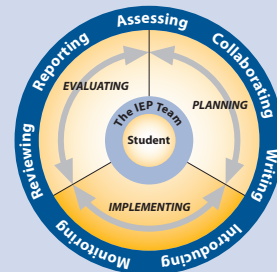 Assessing
Collaborating
Writing
Introducing
Monitoring
Reviewing
Reporting
EVALUATING
PLANNING
IMPLEMENTING
The IEP Team
Student